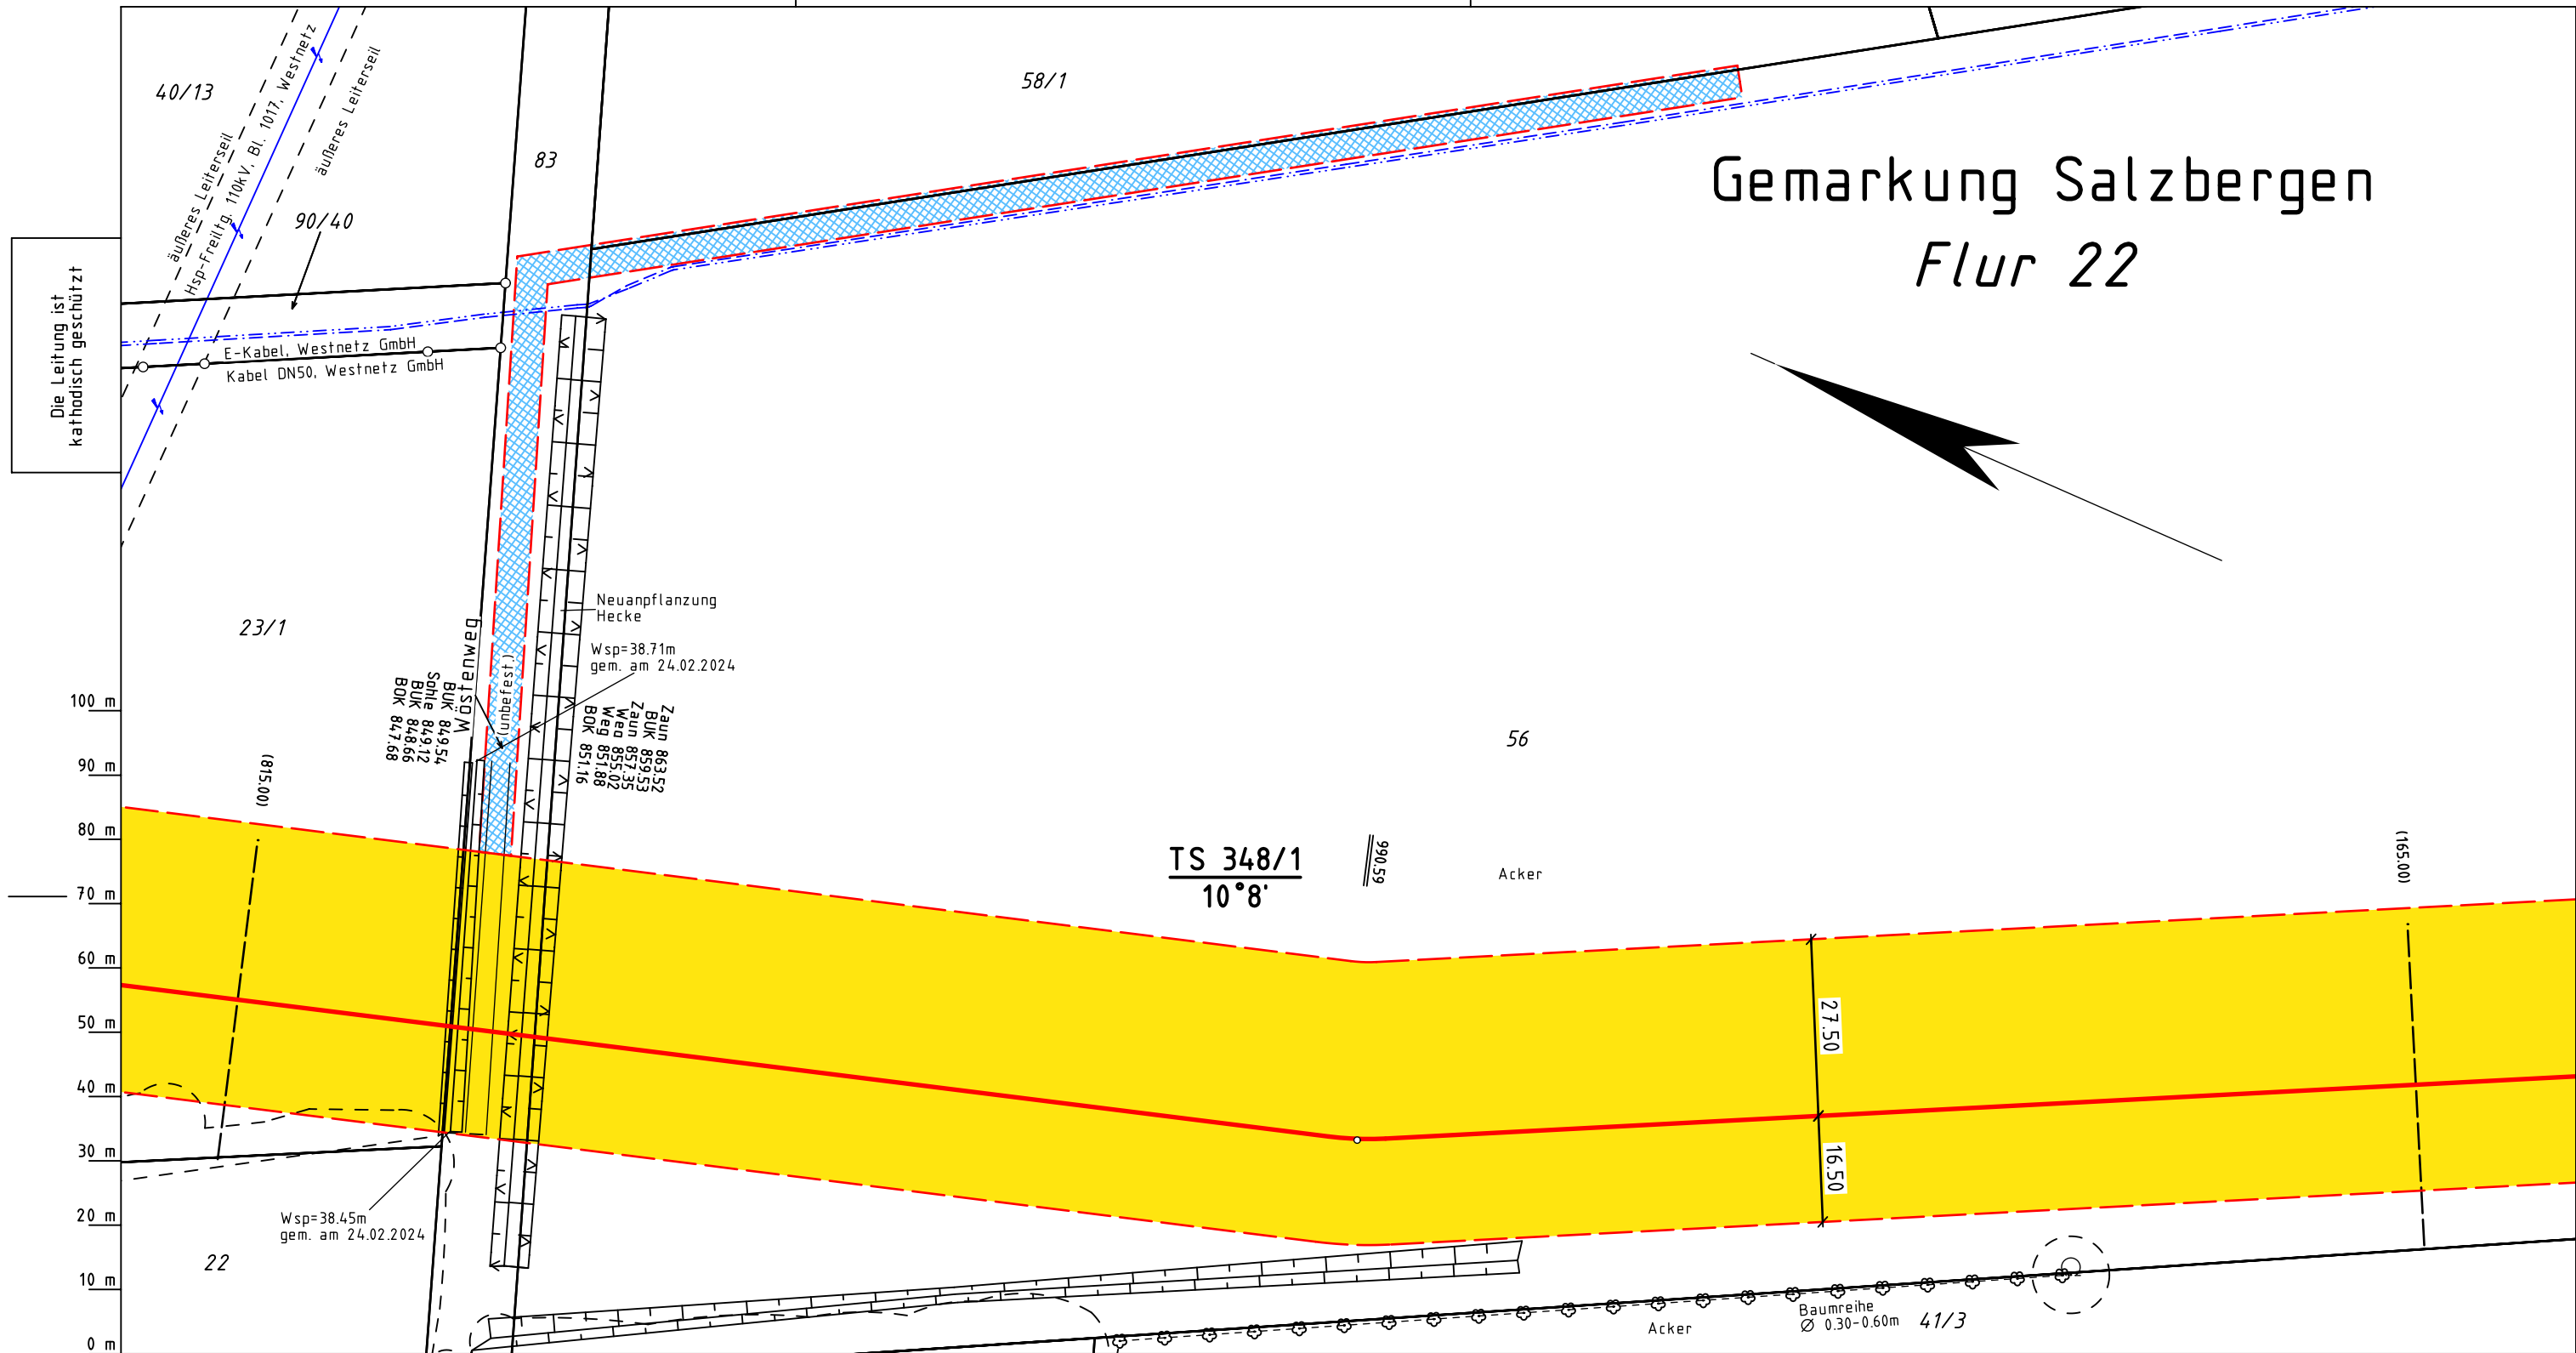 40/13
äußeres Leiterseil
Hsp-Freiltg. 110kV, Bl. 1017, Westnetz
äußeres Leiterseil
90/40
83
58/1
Gemarkung Salzbergen
Flur 22
Die Leitung ist
kathodisch geschützt
E-Kabel, Westnetz GmbH
Kabel DN50, Westnetz GmbH
23/1
Wöstenweg
(unbefest.)
Neuanpflanzung
Hecke
Wsp=38.71m
gem. am 24.02.2024
BUK 849.54
Sohle 849.12
BUK 848.66
BOK 847.68
Zaun 863.52
BUK 859.53
Zaun 857.35
Weg 855.02
Weg 851.88
BOK 851.16
56
100 m
90 m
80 m
70 m
60 m
50 m
40 m
30 m
20 m
10 m
0 m
(815.00)
TS 348/1
10°8'
990.59
Acker
(165.00)
27.50
16.50
Wsp=38.45m
gem. am 24.02.2024
22
Baumreihe
Ø 0.30-0.60m
41/3
Acker